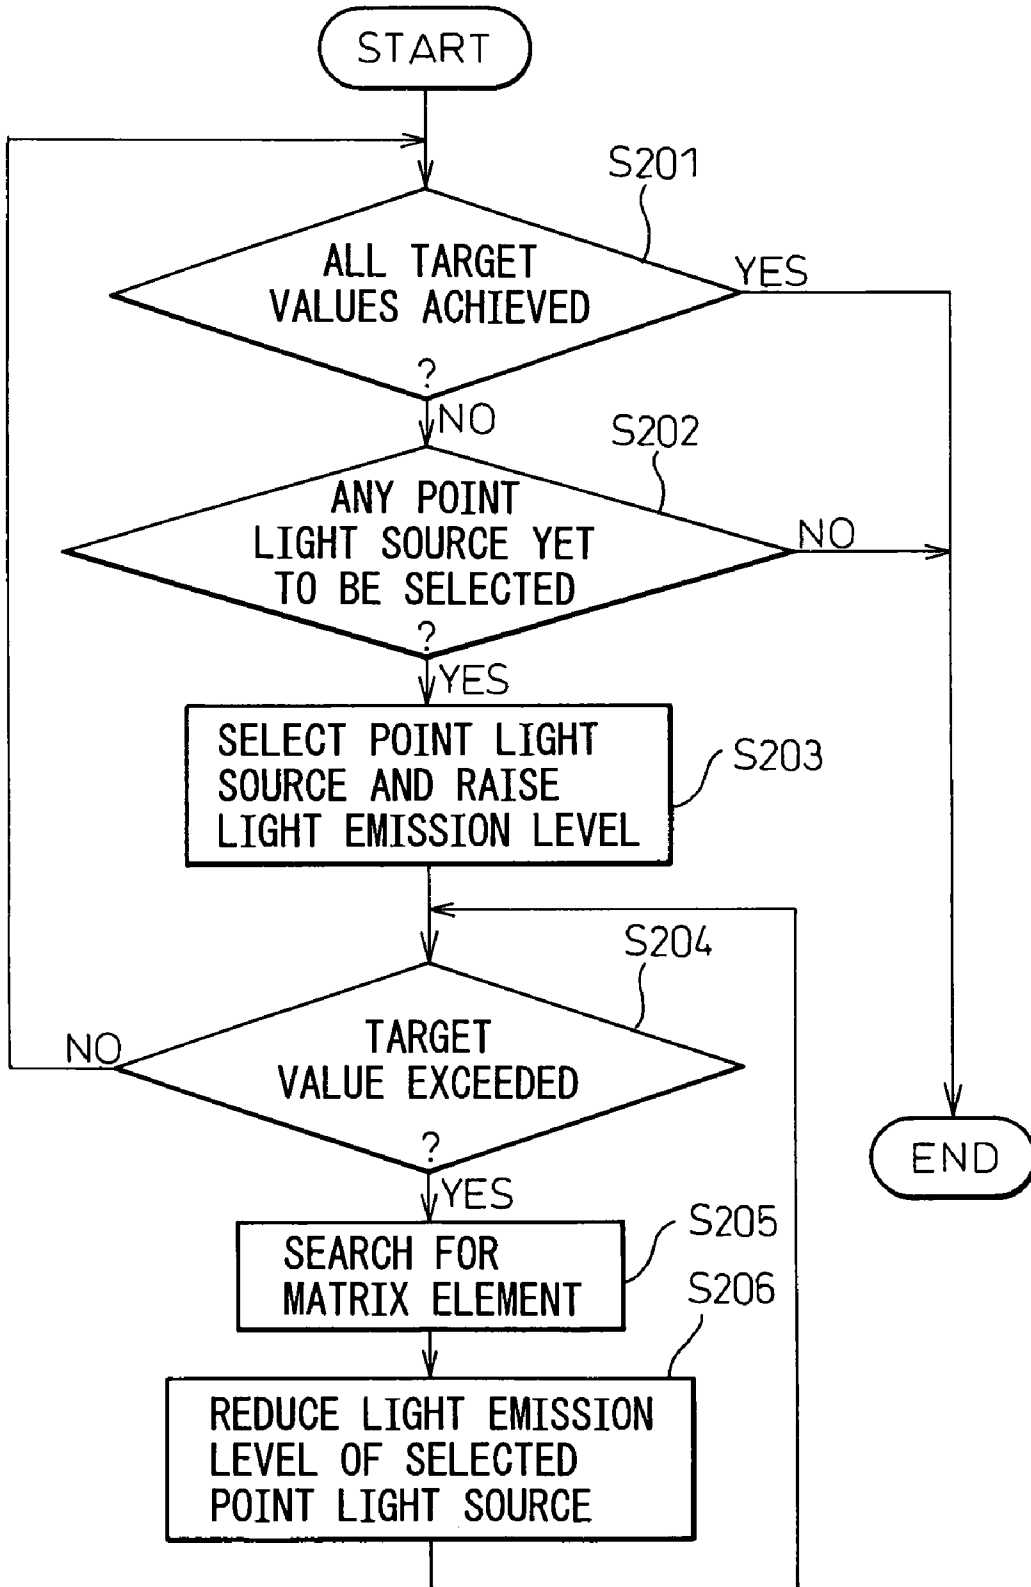 START
S201
ALL TARGET
VALUES ACHIEVED
?
YES
NO
S202
ANY POINT
LIGHT SOURCE YET
TO BE SELECTED
?
NO
YES
SELECT POINT LIGHT
SOURCE AND RAISE
LIGHT EMISSION LEVEL
S203
S204
TARGET
VALUE EXCEEDED
?
NO
YES
END
SEARCH FOR
MATRIX ELEMENT
S205
S206
REDUCE LIGHT EMISSION
LEVEL OF SELECTED
POINT LIGHT SOURCE